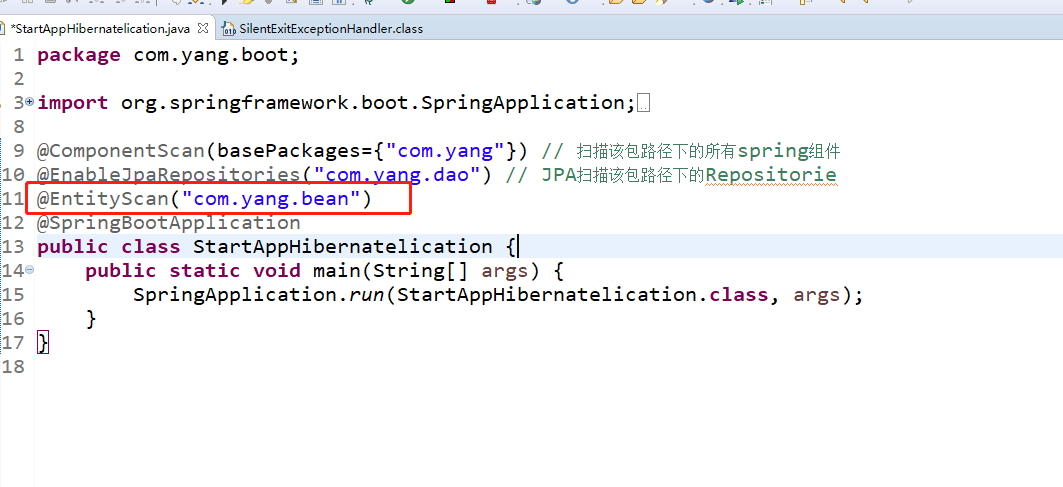 *StartAppHibernatelication.java SilentExitExceptionHandler.class
1 package com.yang.boot;
2
3 import org.springframework.boot.SpringApplication;
8
9 @ComponentScan(basePackages={"com.yang"}) // 扫描该包路径下的所有spring组件
10 @EnableJpaRepositories("com.yang.dao") // JPA扫描该包路径下的Repositorie
11 @EntityScan("com.yang.bean")
12 @SpringBootApplication
13 public class StartAppHibernatelication {
14 public static void main(String[] args) {
15 SpringApplication.run(StartAppHibernatelication.class, args);
16 }
17 }
18